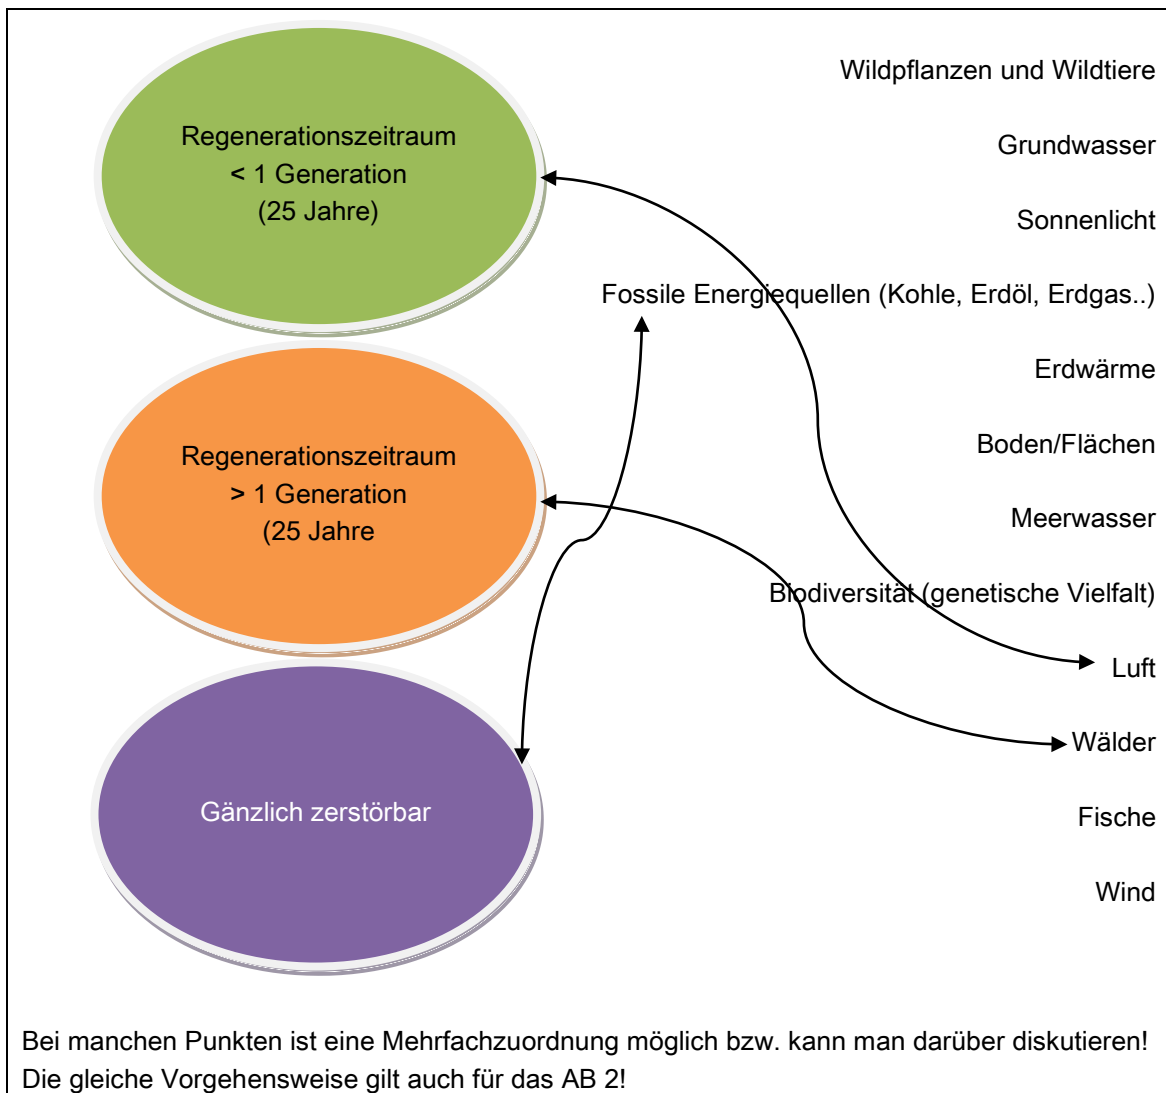 Regenerationszeitraum
< 1 Generation
(25 Jahre)
Regenerationszeitraum
> 1 Generation
(25 Jahre
Gänzlich zerstörbar
Wildpflanzen und Wildtiere
Grundwasser
Sonnenlicht
Fossile Energiequellen (Kohle, Erdöl, Erdgas..)
Erdwärme
Boden/Flächen
Meerwasser
Biodiversität (genetische Vielfalt)
Luft
Wälder
Fische
Wind
Bei manchen Punkten ist eine Mehrfachzuordnung möglich bzw. kann man darüber diskutieren!
Die gleiche Vorgehensweise gilt auch für das AB 2!